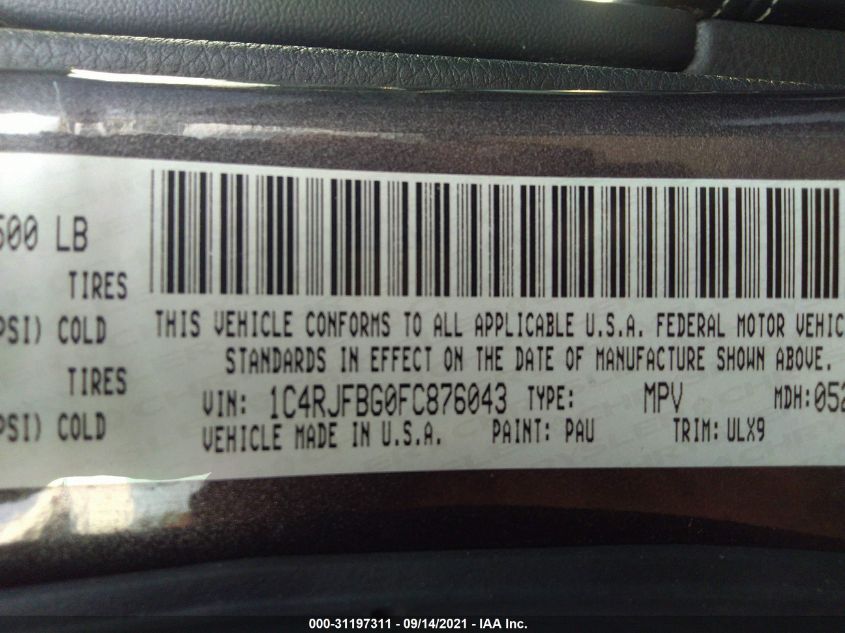 500 LB
TIRES
PSI) COLD
TIRES
PSI) COLD
THIS VEHICLE CONFORMS TO ALL APPLICABLE U.S.A. FEDERAL MOTOR VEHIC
STANDARDS IN EFFECT ON THE DATE OF MANUFACTURE SHOWN ABOVE.
VIN: 1C4RJFBG0FC876043 TYPE: MPV MDH: 052
VEHICLE MADE IN U.S.A. PAINT: PAU TRIM: ULX9
000-31197311 - 09/14/2021 - IAA Inc.